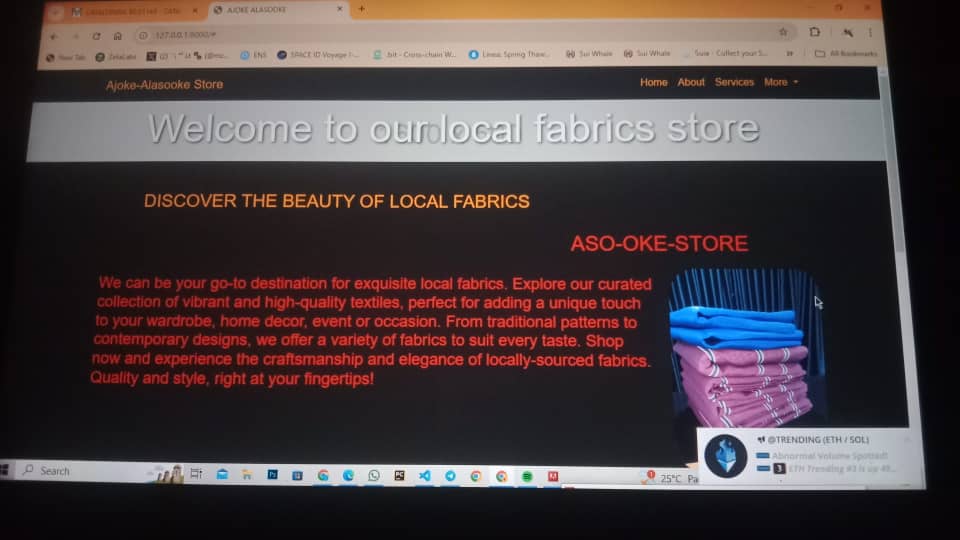 AJOKE ALASOOKE
127.0.0.1:8000/#
New Tab
ZetaLabs
ENS
SPACE ID Voyage
.bit - Cross-chain W...
Linea: Spring Thaw...
Sui Whale
Sui Whale
Suia - Collect your S...
All Bookmarks
Ajoke-Alasooke Store
Home About Services More
Welcome to our local fabrics store
DISCOVER THE BEAUTY OF LOCAL FABRICS
ASO-OKE-STORE
We can be your go-to destination for exquisite local fabrics. Explore our curated
collection of vibrant and high-quality textiles, perfect for adding a unique touch
to your wardrobe, home decor, event or occasion. From traditional patterns to
contemporary designs, we offer a variety of fabrics to suit every taste. Shop
now and experience the craftsmanship and elegance of locally-sourced fabrics.
Quality and style, right at your fingertips!
@TRENDING (ETH / SOL)
Abnormal Volume Spotted!
3 ETH Trending #3 is up
Search
25°C